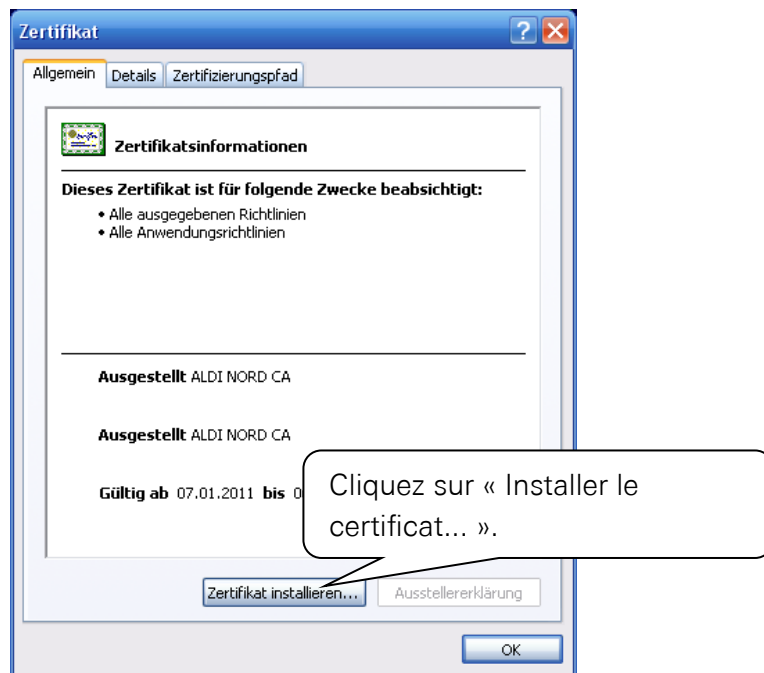 Zertifikat
Allgemein Details Zertifizierungspfad
Zertifikatsinformationen
Dieses Zertifikat ist für folgende Zwecke beabsichtigt:
• Alle ausgegebenen Richtlinien
• Alle Anwendungsrichtlinien
Ausgestellt ALDI NORD CA
Ausgestellt ALDI NORD CA
Gültig ab 07.01.2011 bis
Cliquez sur « Installer le
certificat... ».
Zertifikat installieren... Ausstellererklärung
OK